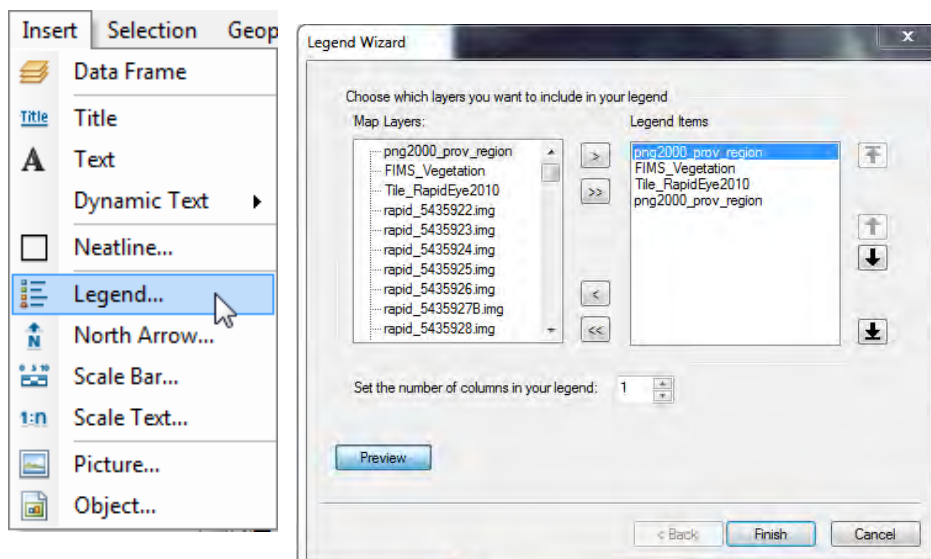 Insert Selection Geop
Data Frame
Title Title
A Text
Dynamic Text
Neatline...
Legend...
N North Arrow...
0 5 10 Scale Bar...
1:n Scale Text...
Picture...
Object...
Legend Wizard
x
Choose which layers you want to include in your legend
Map Layers:
png2000_prov_region
FIMS_Vegetation
Tile_RapidEye2010
rapid_5435922.img
rapid_5435923.img
rapid_5435924.img
rapid_5435925.img
rapid_5435926.img
rapid_5435927B.img
rapid_5435928.img
>
>>
<
<<
Legend Items
png2000_prov_region
FIMS_Vegetation
Tile_RapidEye2010
png2000_prov_region
Set the number of columns in your legend: 1
Preview
< Back Finish Cancel